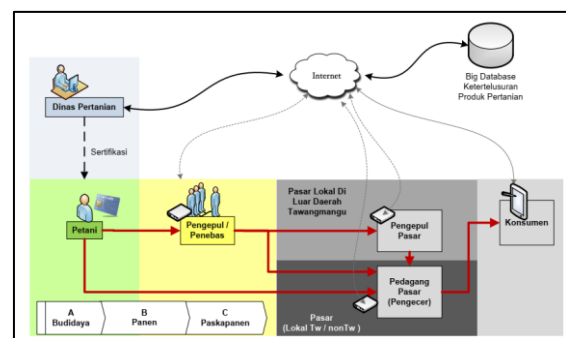 Internet
Big Database
Ketertelusuran
Produk Pertanian
Dinas Pertanian
Sertifikasi
Petani
Pengepul /
Penebas
Pasar Lokal Di
Luar Daerah
Tawangmangu
Pengepul
Pasar
Konsumen
Pedagang
Pasar
(Pengecer)
Pasar
(Lokal Tw / nonTw )
A
Budidaya
B
Panen
C
Paskapanen